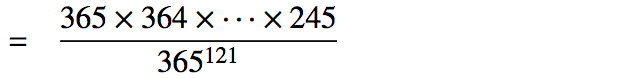 = 365 × 364 × ⋯ × 245 / 365^121